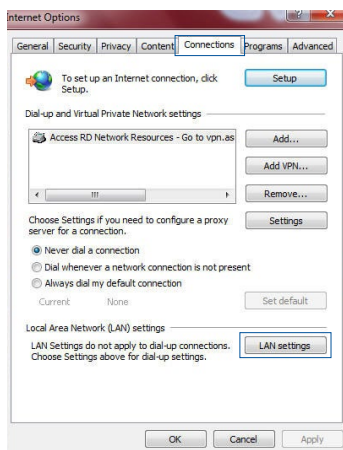 Internet Options
General Security Privacy Content Connections Programs Advanced
To set up an Internet connection, click
Setup.
Setup
Dial-up and Virtual Private Network settings
Access RD Network Resources - Go to vpn.as
Add...
Add VPN...
Remove...
Choose Settings if you need to configure a proxy
server for a connection.
Settings
Never dial a connection
Dial whenever a network connection is not present
Always dial my default connection
Current None
Set default
Local Area Network (LAN) settings
LAN Settings do not apply to dial-up connections.
Choose Settings above for dial-up settings.
LAN settings
OK Cancel Apply